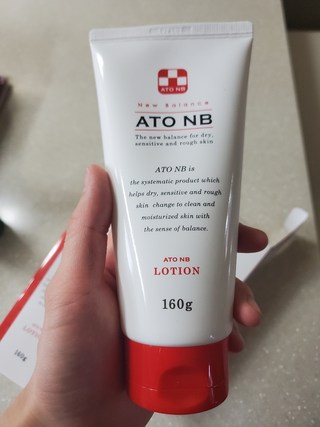 ATO NB
New Balance
ATO NB
The new balance for dry,
sensitive and rough skin
ATO NB is
the systematic product which
helps dry, sensitive and rough
skin change to clean and
moisturized skin with
the sense of balance.
ATO NB
LOTION
160g
160g